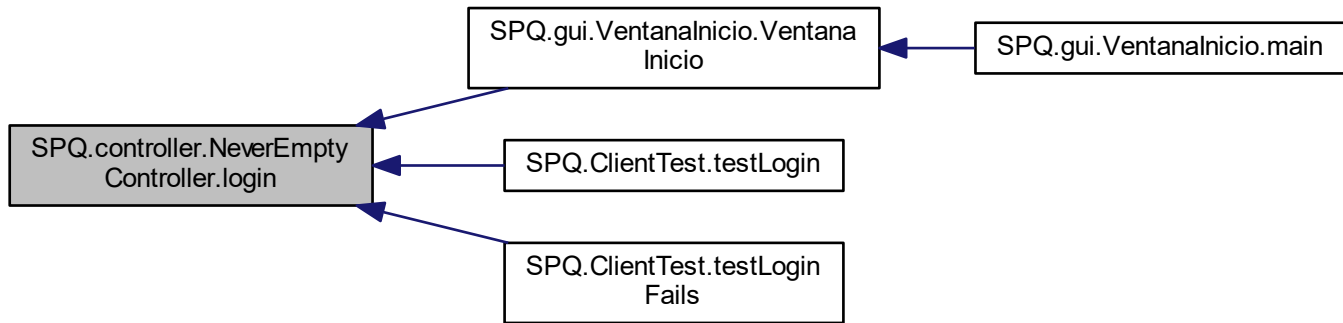 SPQ.gui.VentanaInicio.Ventana
Inicio
SPQ.gui.VentanaInicio.main
SPQ.controller.NeverEmpty
Controller.login
SPQ.ClientTest.testLogin
SPQ.ClientTest.testLogin
Fails